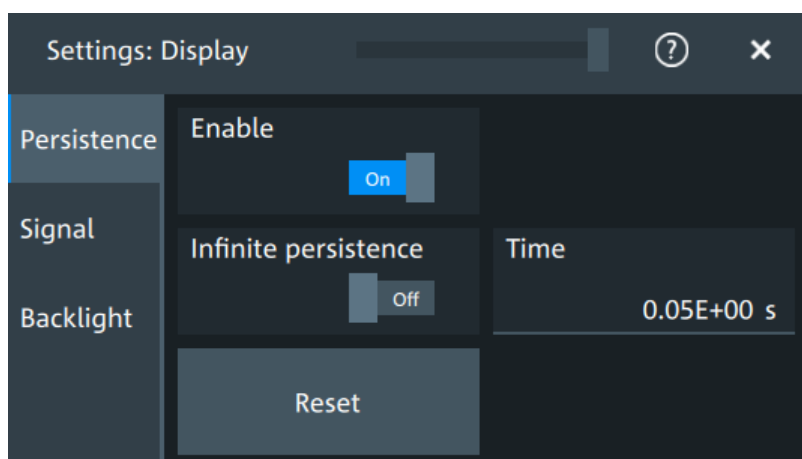 Settings: Display
?
Persistence
Signal
Backlight
Enable
On
Infinite persistence
Off
Time
0.05E+00 s
Reset